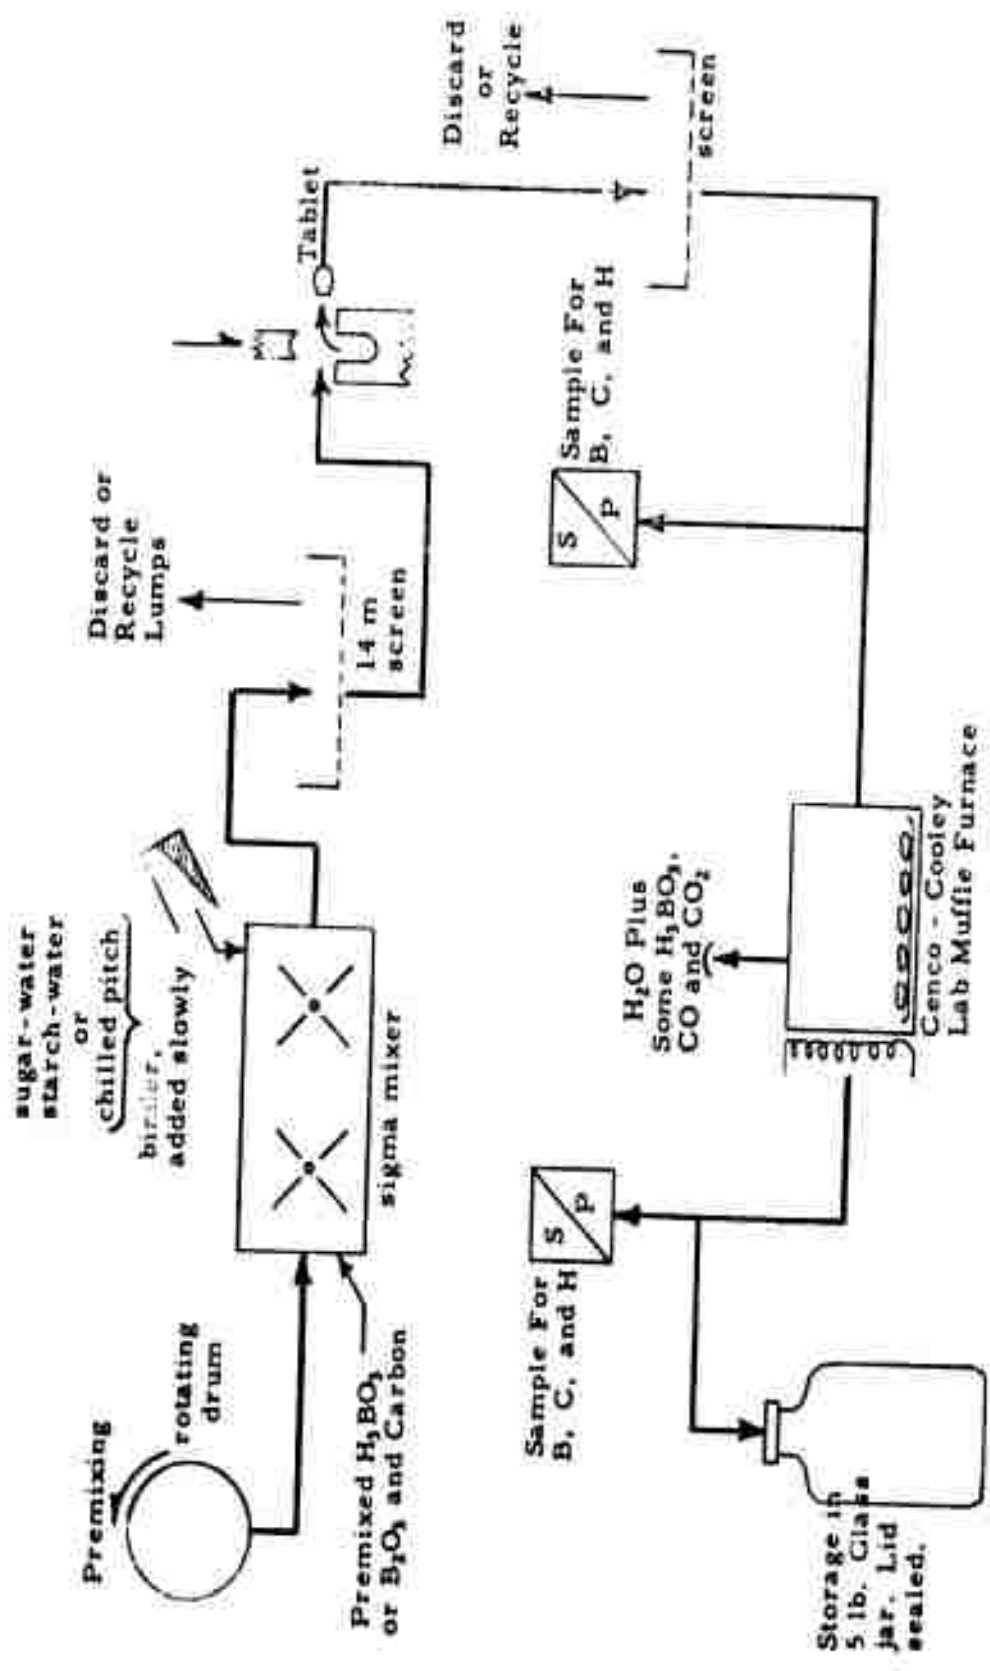 Premixing
rotating
drum
Premixed H₃BO₃
or B₂O₃ and Carbon
sugar-water
starch-water
or
chilled pitch
added slowly
sigma mixer
Discard or
Recycle
Lumps
14 m
screen
Tablet
Discard
or
Recycle
screen
Sample For
B, C, and H
S
P
H₂O Plus
Some H₃BO₃,
CO and CO₂
Cenco - Cooley
Lab Muffle Furnace
Sample For
B, C, and H
S
P
Storage in
5 lb. Glass
jar. Lid
sealed.